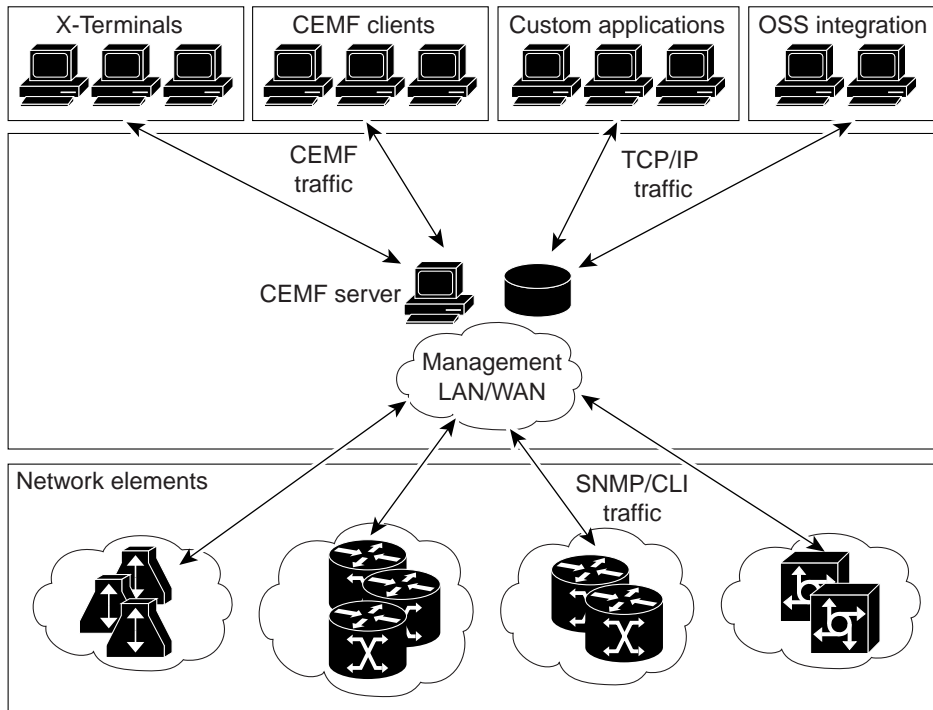 X-Terminals
CEMF clients
Custom applications
OSS integration
CEMF
traffic
TCP/IP
traffic
CEMF server
Management
LAN/WAN
Network elements
SNMP/CLI
traffic